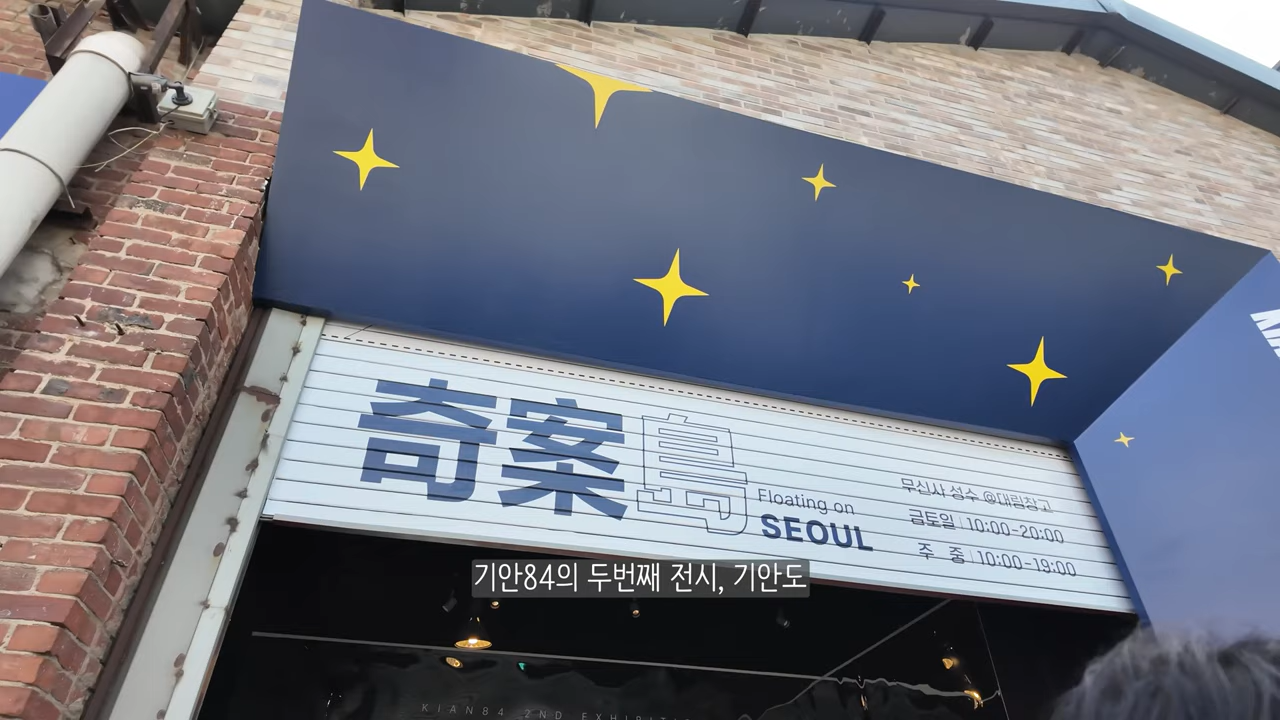 奇案島
Floating on
SEOUL
무신사 성수 @대림창고
금토일 | 10:00-20:00
주 중 | 10:00-19:00
기안84의 두번째 전시, 기안도
KIAN84 2ND